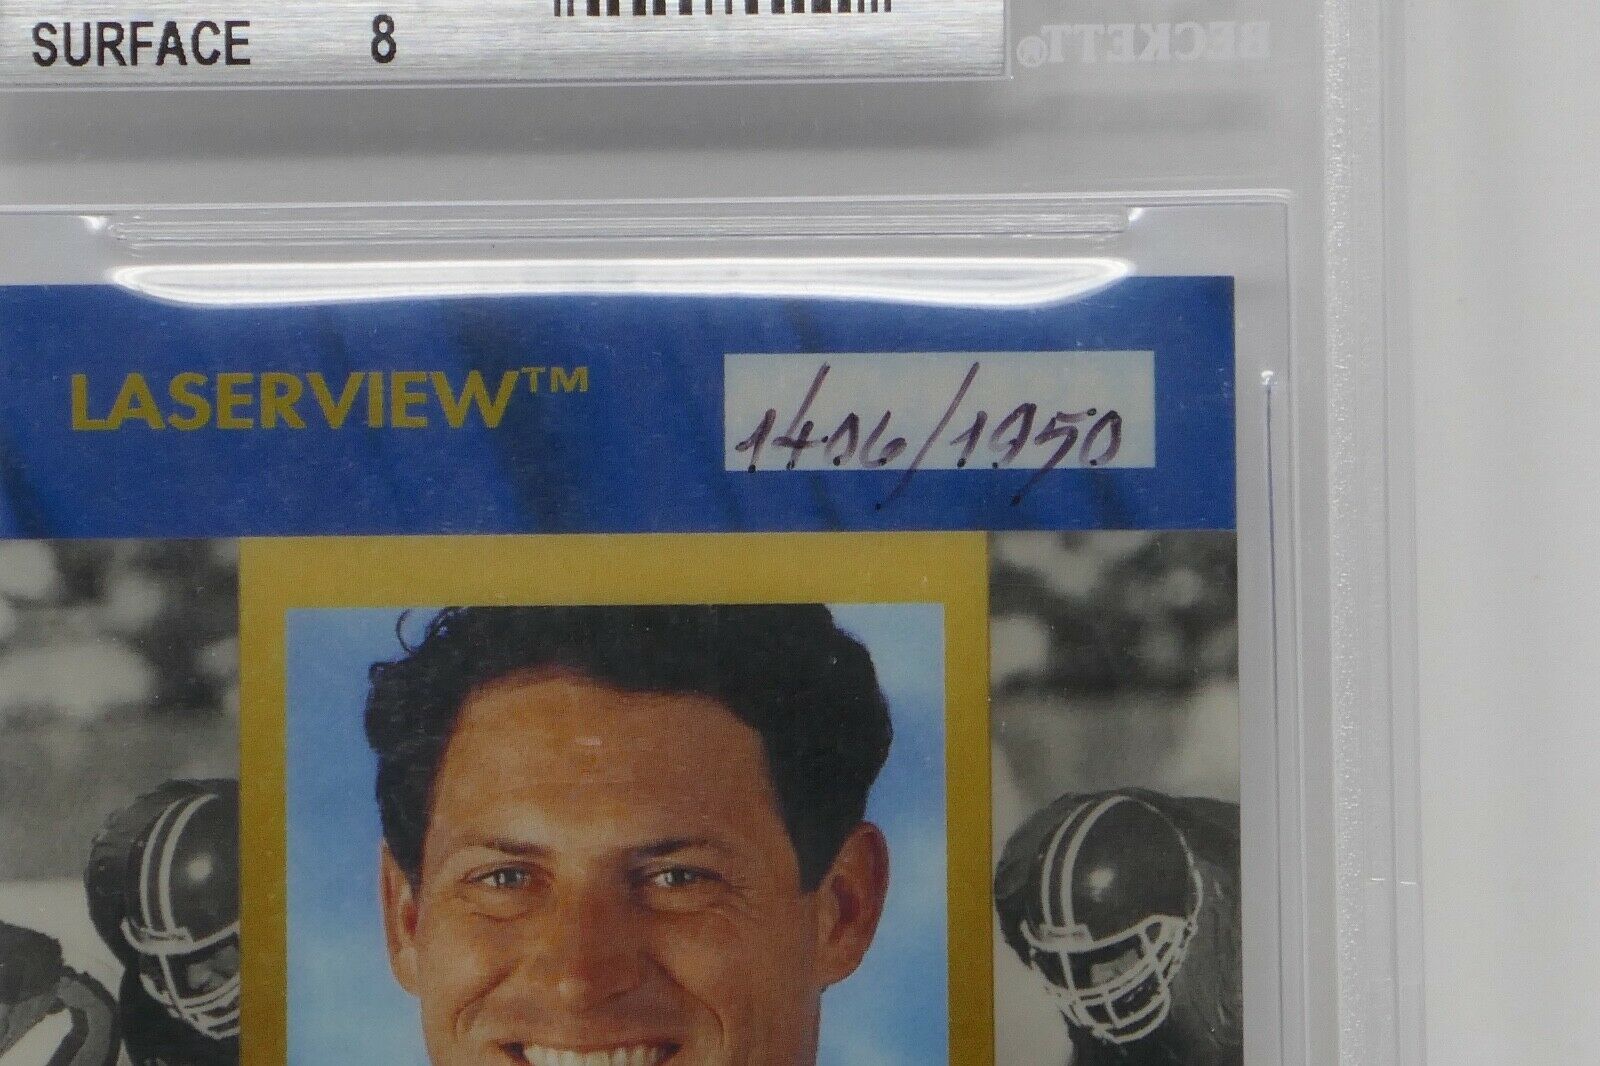 SURFACE 8
BECKETT®
LASERVIEW™ 1406/1950